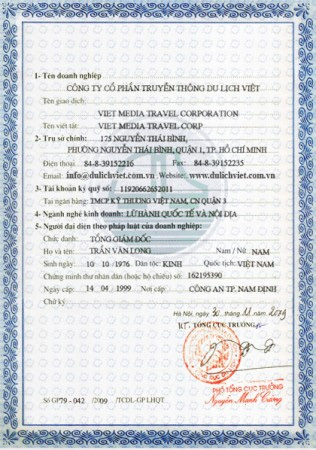 1- Tên doanh nghiệp
CÔNG TY CỔ PHẦN TRUYỀN THÔNG DU LỊCH VIỆT
Tên giao dịch:
VIET MEDIA TRAVEL CORPORATION
Tên viết tắt: VIET MEDIA TRAVEL CORP
2- Trụ sở chính: 175 NGUYỄN THÁI BÌNH,
PHƯỜNG NGUYỄN THÁI BÌNH, QUẬN 1, TP. HỒ CHÍ MINH
Điện thoại 84-8-39152216 Fax: 84-8-39152235
Email: info@dulichviet.com.vn Website: www.dulichviet.com.vn
3- Tài khoản ký quỹ số: 11920662652011
Tại ngân hàng: TMCP KỸ THƯƠNG VIỆT NAM, CN QUẬN 3
4- Ngành nghề kinh doanh: LỮ HÀNH QUỐC TẾ VÀ NỘI ĐỊA
5- Người đại diện theo pháp luật của doanh nghiệp:
Chức danh: TỔNG GIÁM ĐỐC
Họ và tên: TRẦN VĂN LONG Nam / Nữ: NAM
Sinh ngày 10/ 10 / 1976 Dân tộc: KINH Quốc tịch: VIỆT NAM
Chứng minh thư nhân dân (hoặc hộ chiếu) số: 162195390
Ngày cấp: 14/ 04 / 1999 Nơi cấp: CÔNG AN TP. NAM ĐỊNH
Chữ ký
Hà Nội, ngày 30 tháng 11 năm 2009
KT. TỔNG CỤC TRƯỞNG
PHÓ TỔNG CỤC TRƯỞNG
Nguyễn Mạnh Cường
Số GP79 - 042 /2009 /TCDL-GP LHQT